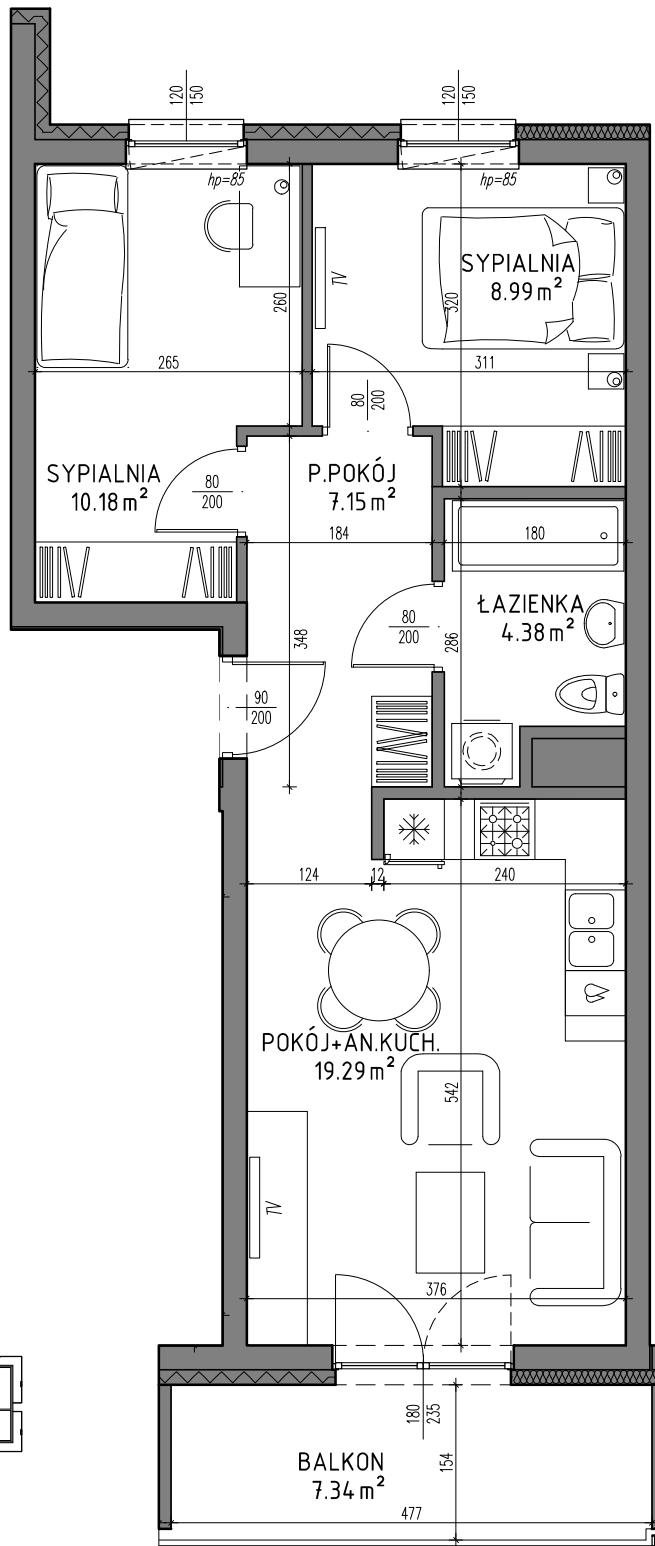 120
150
120
150
hp=85
hp=85
SYPIALNIA
8.99 m²
TV
260
320
265
311
80
200
SYPIALNIA
10.18 m²
80
200
P.POKÓJ
7.15 m²
184
180
ŁAZIENKA
4.38 m²
80
200
348
286
90
200
124
12
240
POKÓJ+AN.KUCH.
19.29 m²
542
TV
376
180
235
BALKON
7.34 m²
154
477